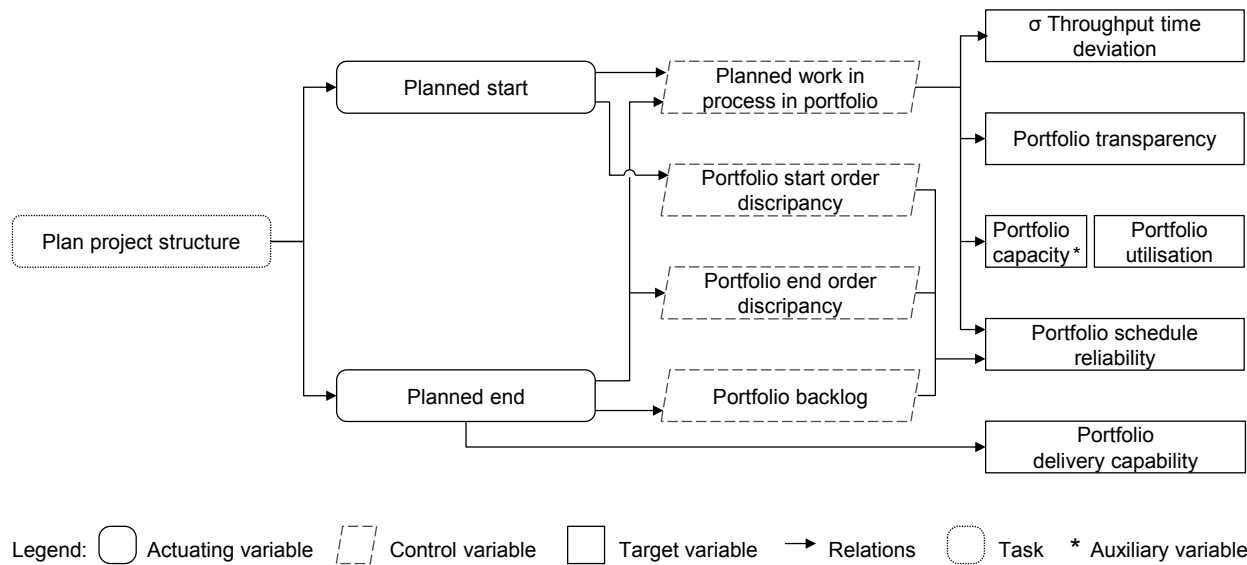 σ Throughput time
deviation
Planned start
Planned work in
process in portfolio
Portfolio transparency
Portfolio start order
discripancy
Plan project structure
Portfolio
capacity*
Portfolio
utilisation
Portfolio end order
discripancy
Portfolio schedule
reliability
Planned end
Portfolio backlog
Portfolio
delivery capability
Legend: Actuating variable Control variable Target variable Relations Task * Auxiliary variable